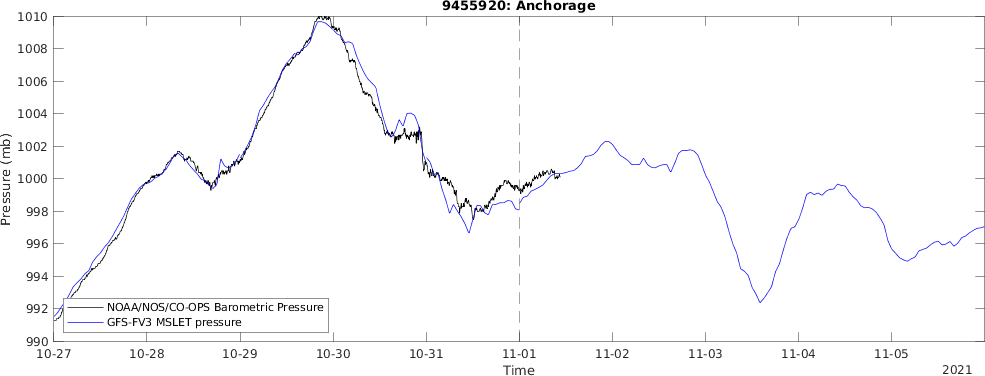 9455920: Anchorage
Pressure (mb)
1010
1008
1006
1004
1002
1000
998
996
994
992
990
NOAA/NOS/CO-OPS Barometric Pressure
GFS-FV3 MSLET pressure
10-27 10-28 10-29 10-30 10-31 11-01 11-02 11-03 11-04 11-05
Time
2021